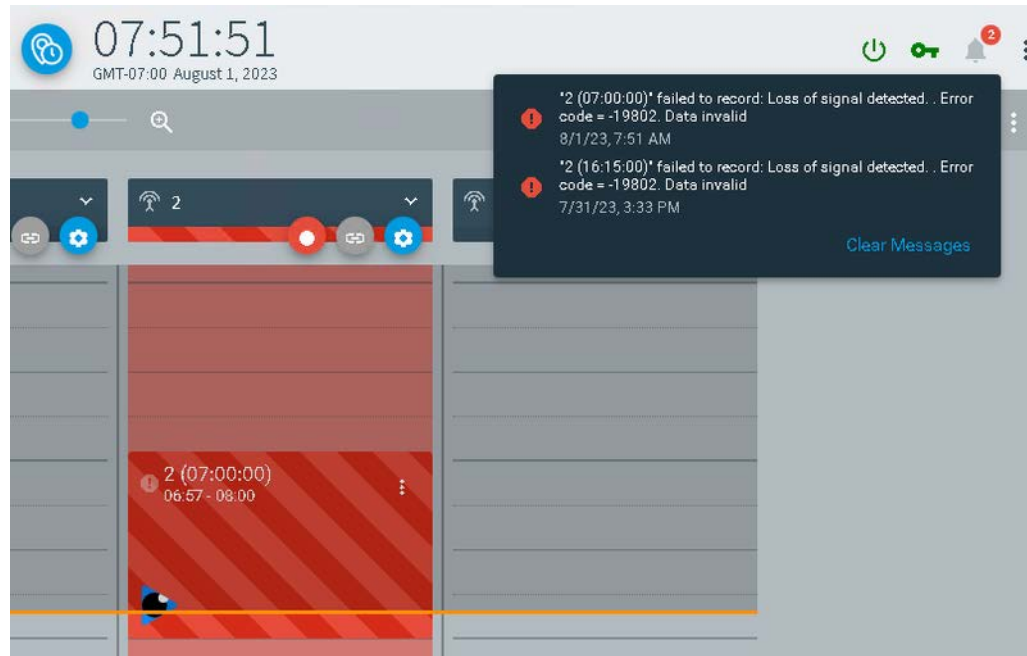 07:51:51
GMT-07:00 August 1, 2023
2
"2 (07:00:00)" failed to record: Loss of signal detected. . Error
code = -19802. Data invalid
8/1/23, 7:51 AM
"2 (16:15:00)" failed to record: Loss of signal detected. . Error
code = -19802. Data invalid
7/31/23, 3:33 PM
Clear Messages
2
2 (07:00:00)
06:57 - 08:00